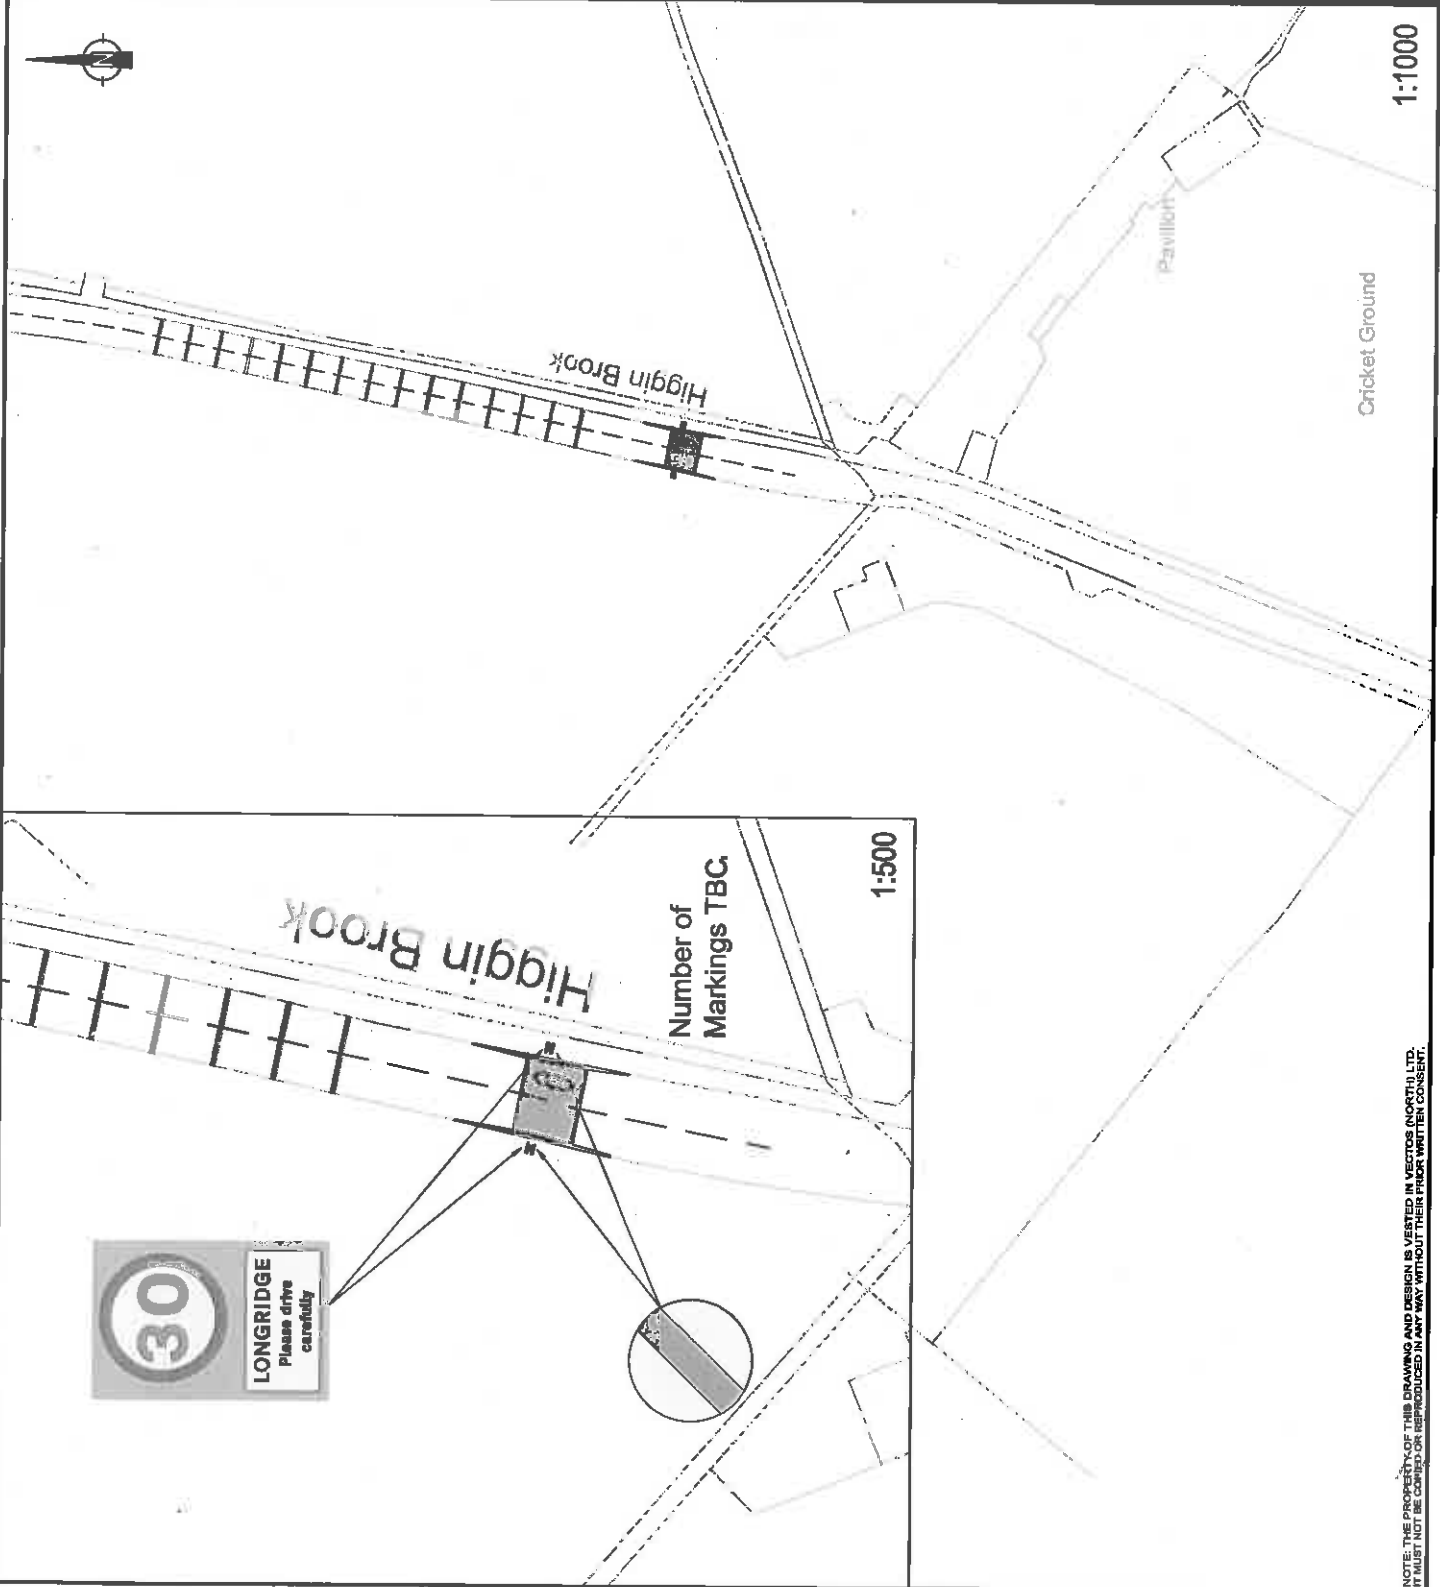 N
Higgin Brook
Pavilion
Cricket Ground
1:1000
Higgin Brook
Number of
Markings TBC.
1:500
30
LONGRIDGE
Please drive
carefully
NOTE: THE PROPERTY OF THIS DRAWING AND DESIGN IS VESTED IN VECTOS (NORTH) LTD.
IT MUST NOT BE COPIED OR REPRODUCED IN ANY WAY WITHOUT THEIR PRIOR WRITTEN CONSENT.